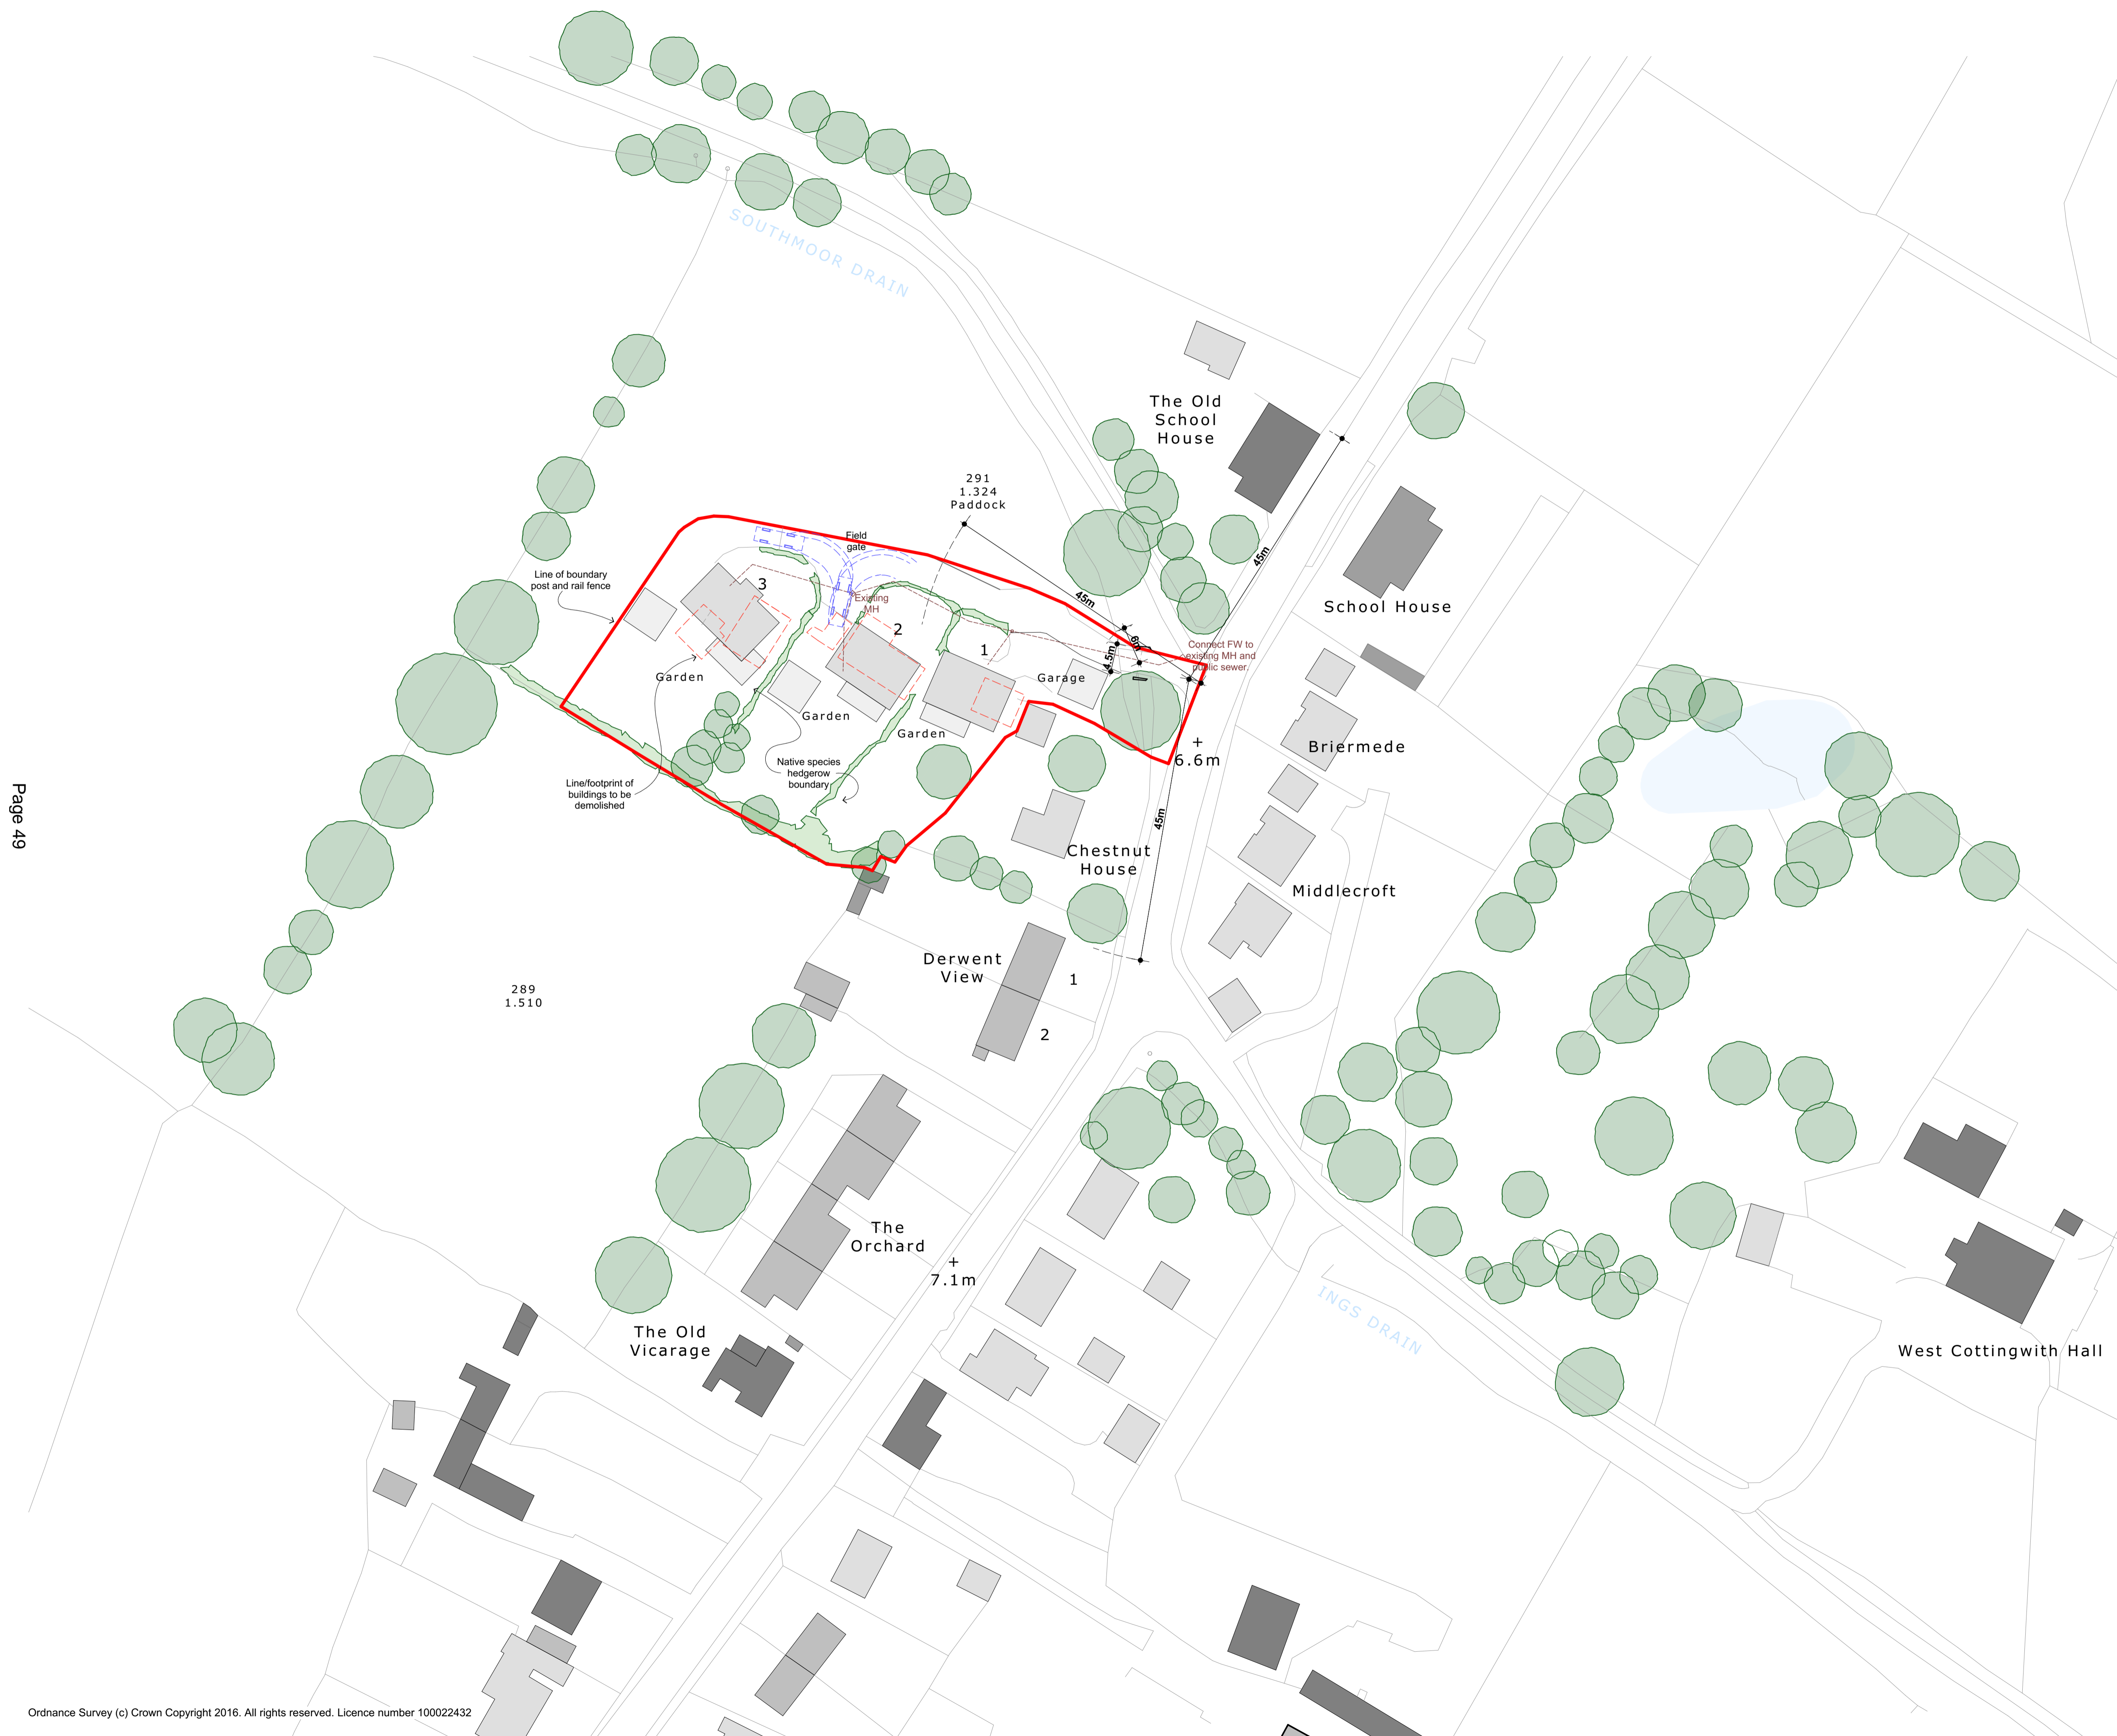 SOUTHMOOR DRAIN
The Old
School
House
291
1.324
Paddock
Field
gate
45m
45m
Line of boundary
post and rail fence
3
Existing
MH
2
1
6m
4.5m
Connect FW to
existing MH and
public sewer.
School House
Garden
Garage
Garden
Garden
+
6.6m
Briermede
Native species
hedgerow
boundary
Line/footprint of
buildings to be
demolished
45m
Chestnut
House
Middlecroft
Page 49
Derwent
View
1
2
289
1.510
The
Orchard
+
7.1m
INGS DRAIN
The Old
Vicarage
West Cottingwith Hall
Ordnance Survey (c) Crown Copyright 2016. All rights reserved. Licence number 100022432